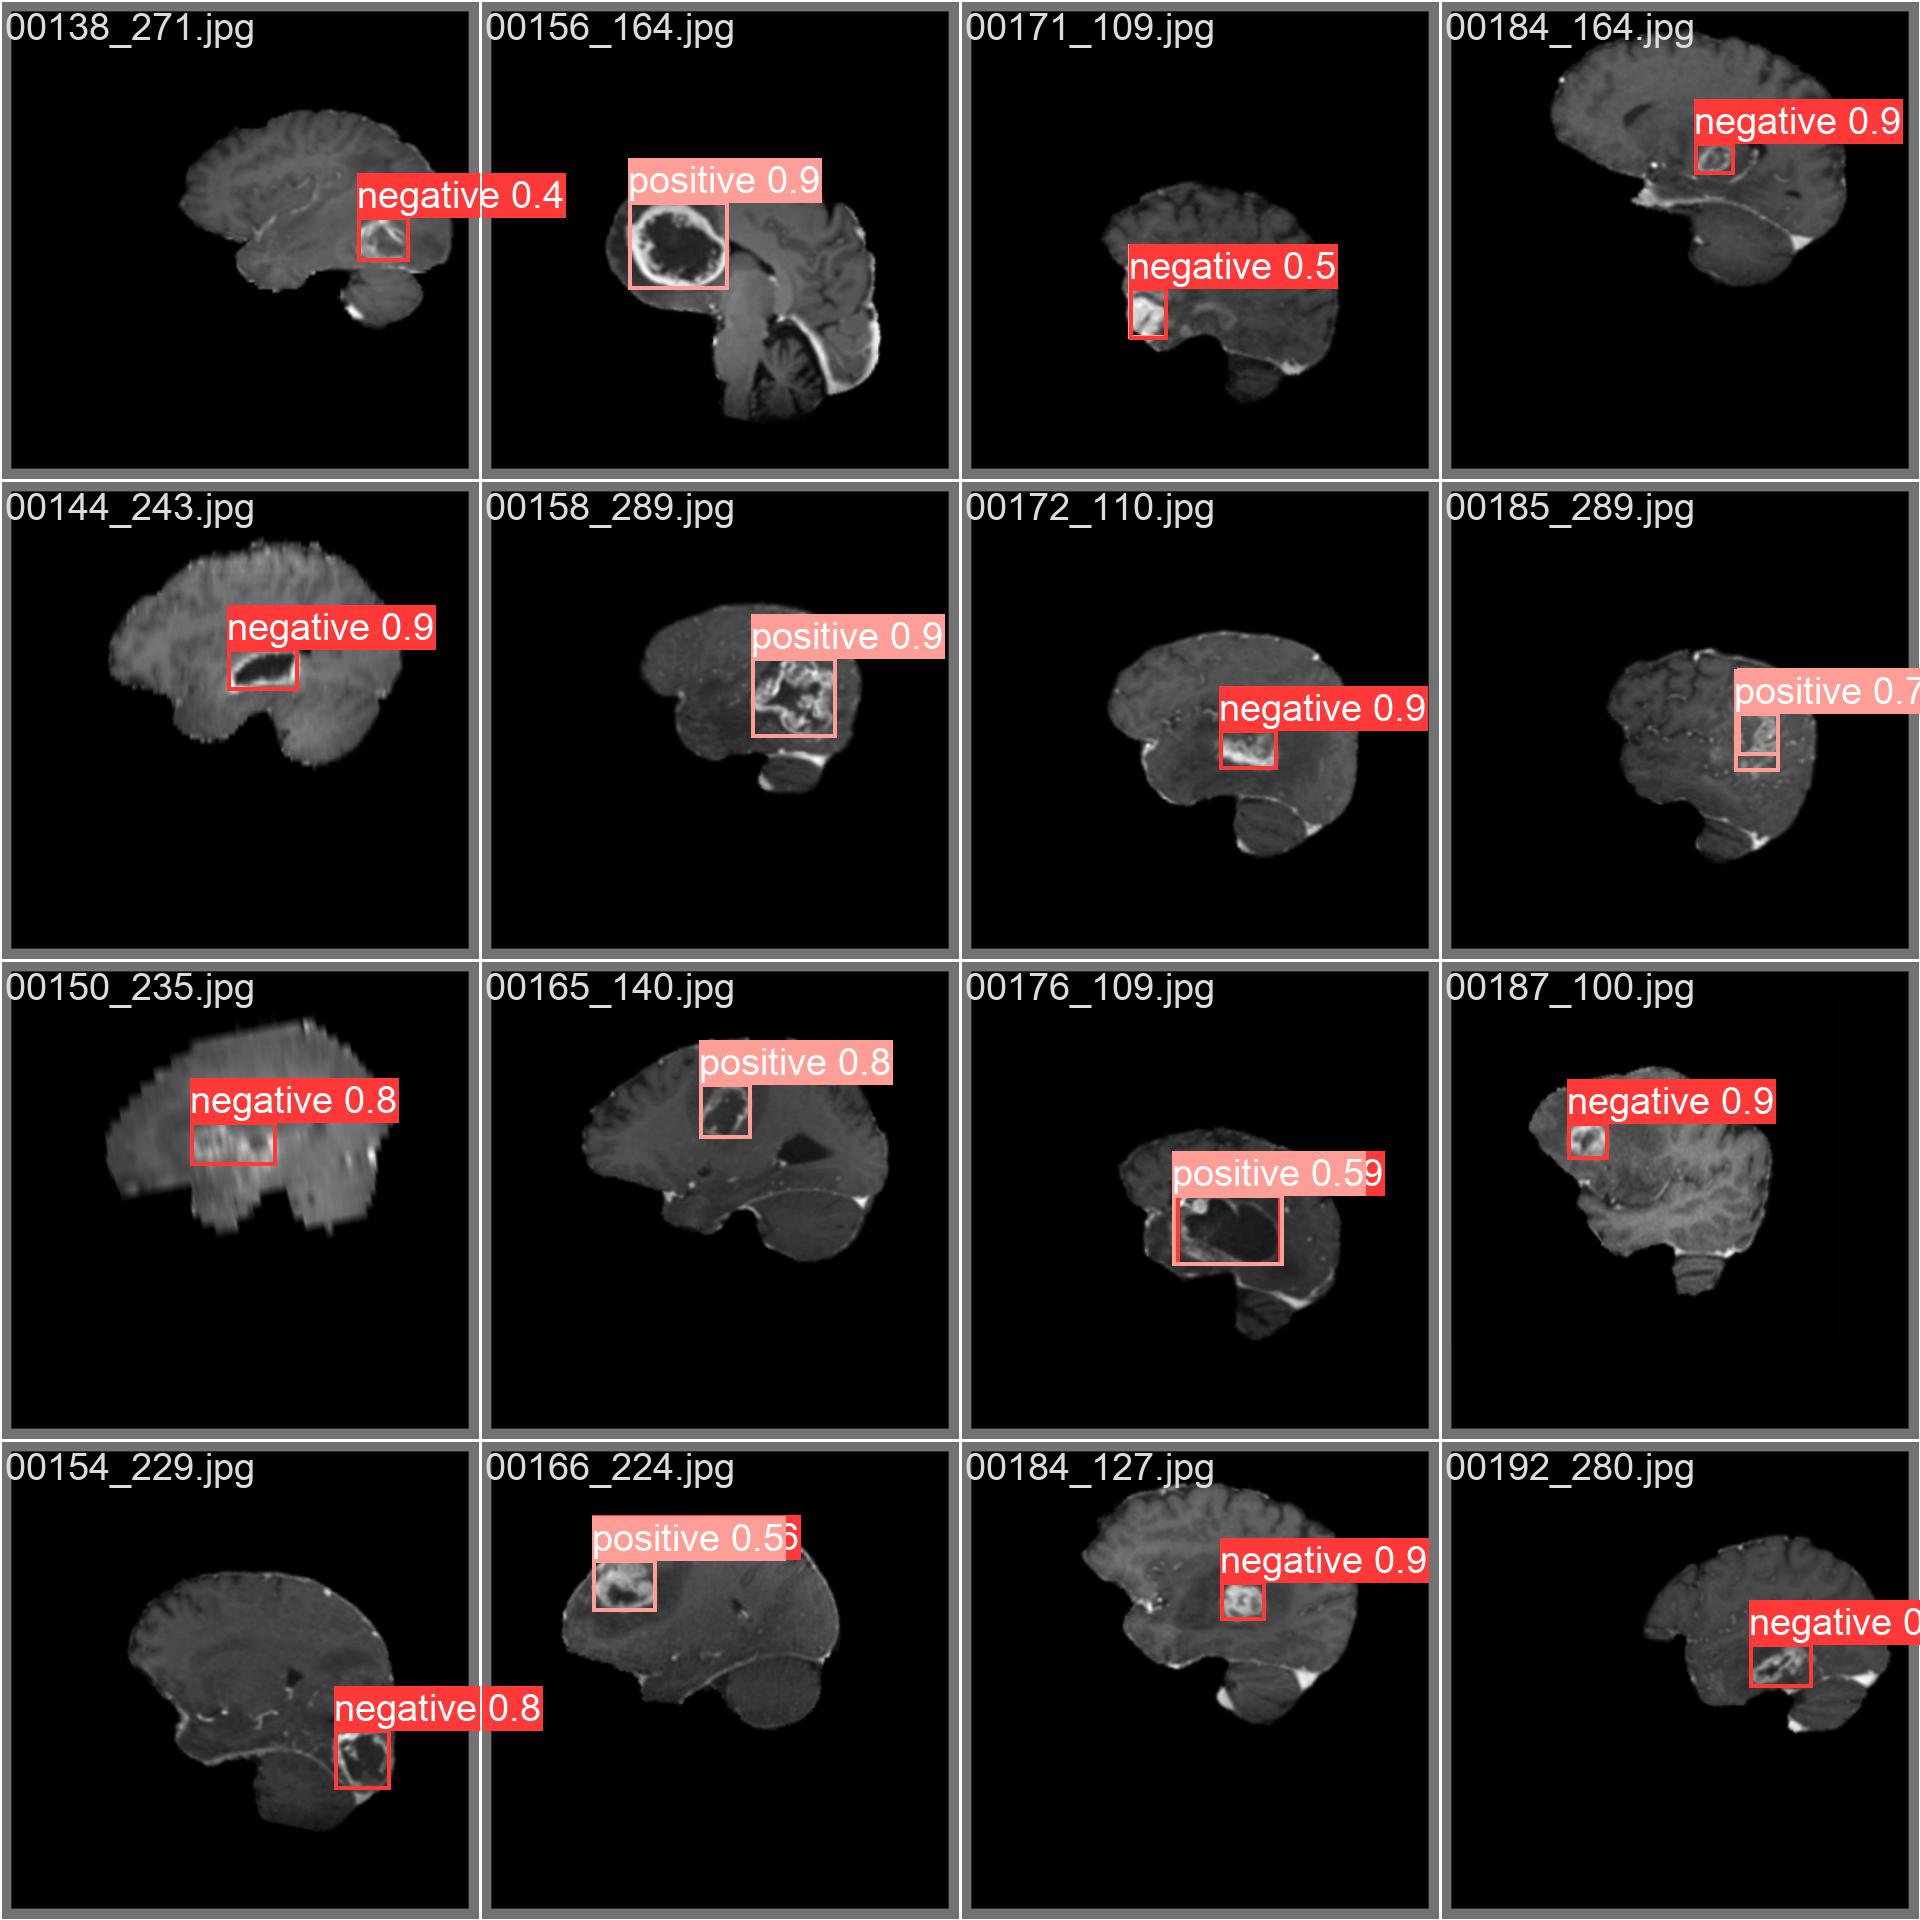 00138_271.jpg
negative 0.4
00156_164.jpg
positive 0.9
00171_109.jpg
negative 0.5
00184_164.jpg
negative 0.9
00144_243.jpg
negative 0.9
00158_289.jpg
positive 0.9
00172_110.jpg
negative 0.9
00185_289.jpg
positive 0.7
00150_235.jpg
negative 0.8
00165_140.jpg
positive 0.8
00176_109.jpg
positive 0.59
00187_100.jpg
negative 0.9
00154_229.jpg
negative 0.8
00166_224.jpg
positive 0.56
00184_127.jpg
negative 0.9
00192_280.jpg
negative 0